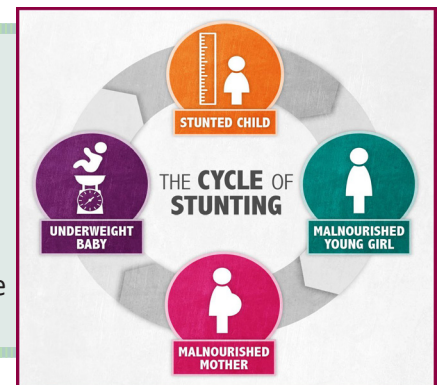 STUNTED CHILD
THE CYCLE OF
STUNTING
UNDERWEIGHT
BABY
MALNOURISHED
YOUNG GIRL
MALNOURISHED
MOTHER
e